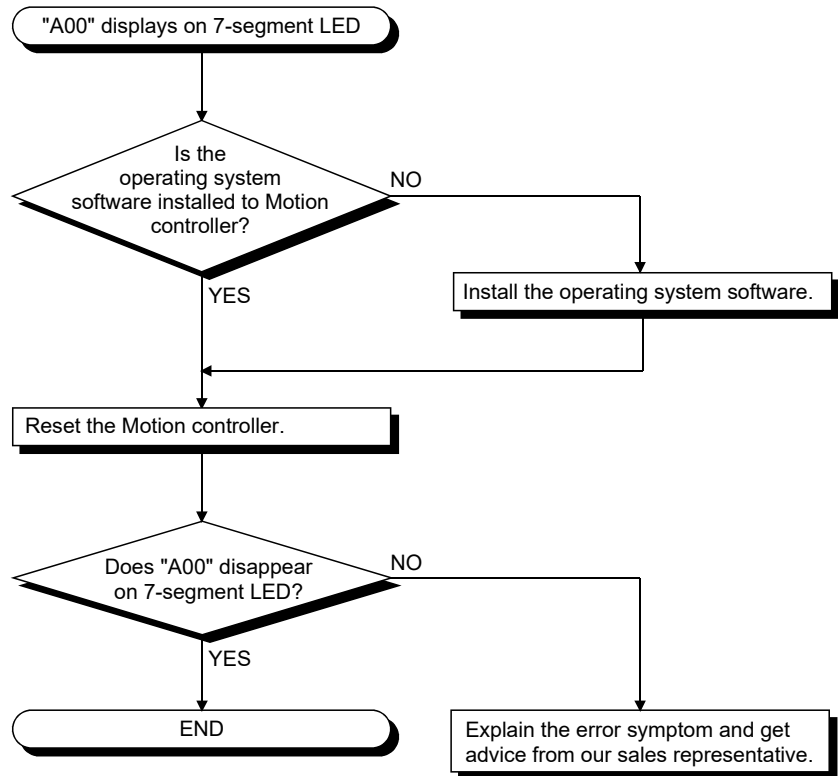 "A00" displays on 7-segment LED
Is the
operating system
software installed to Motion
controller?
NO
YES
Install the operating system software.
Reset the Motion controller.
Does "A00" disappear
on 7-segment LED?
NO
YES
END
Explain the error symptom and get
advice from our sales representative.